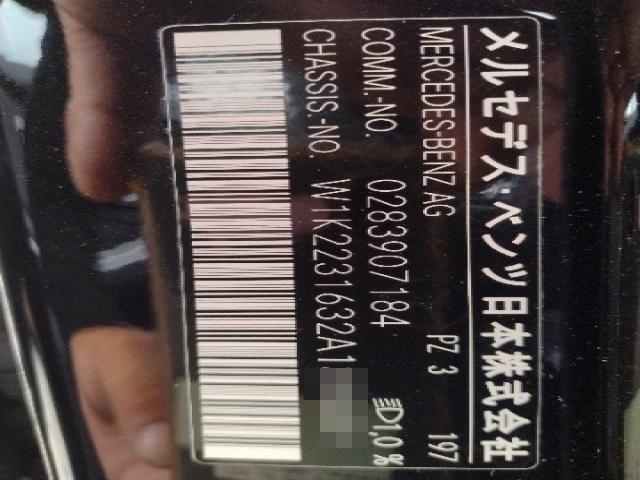 メルセデス・ベンツ日本株式会社
MERCEDES-BENZ AG PZ 3 197
COMM.-NO. 0283907184 1,0 %
CHASSIS.-NO. W1K2231632A1